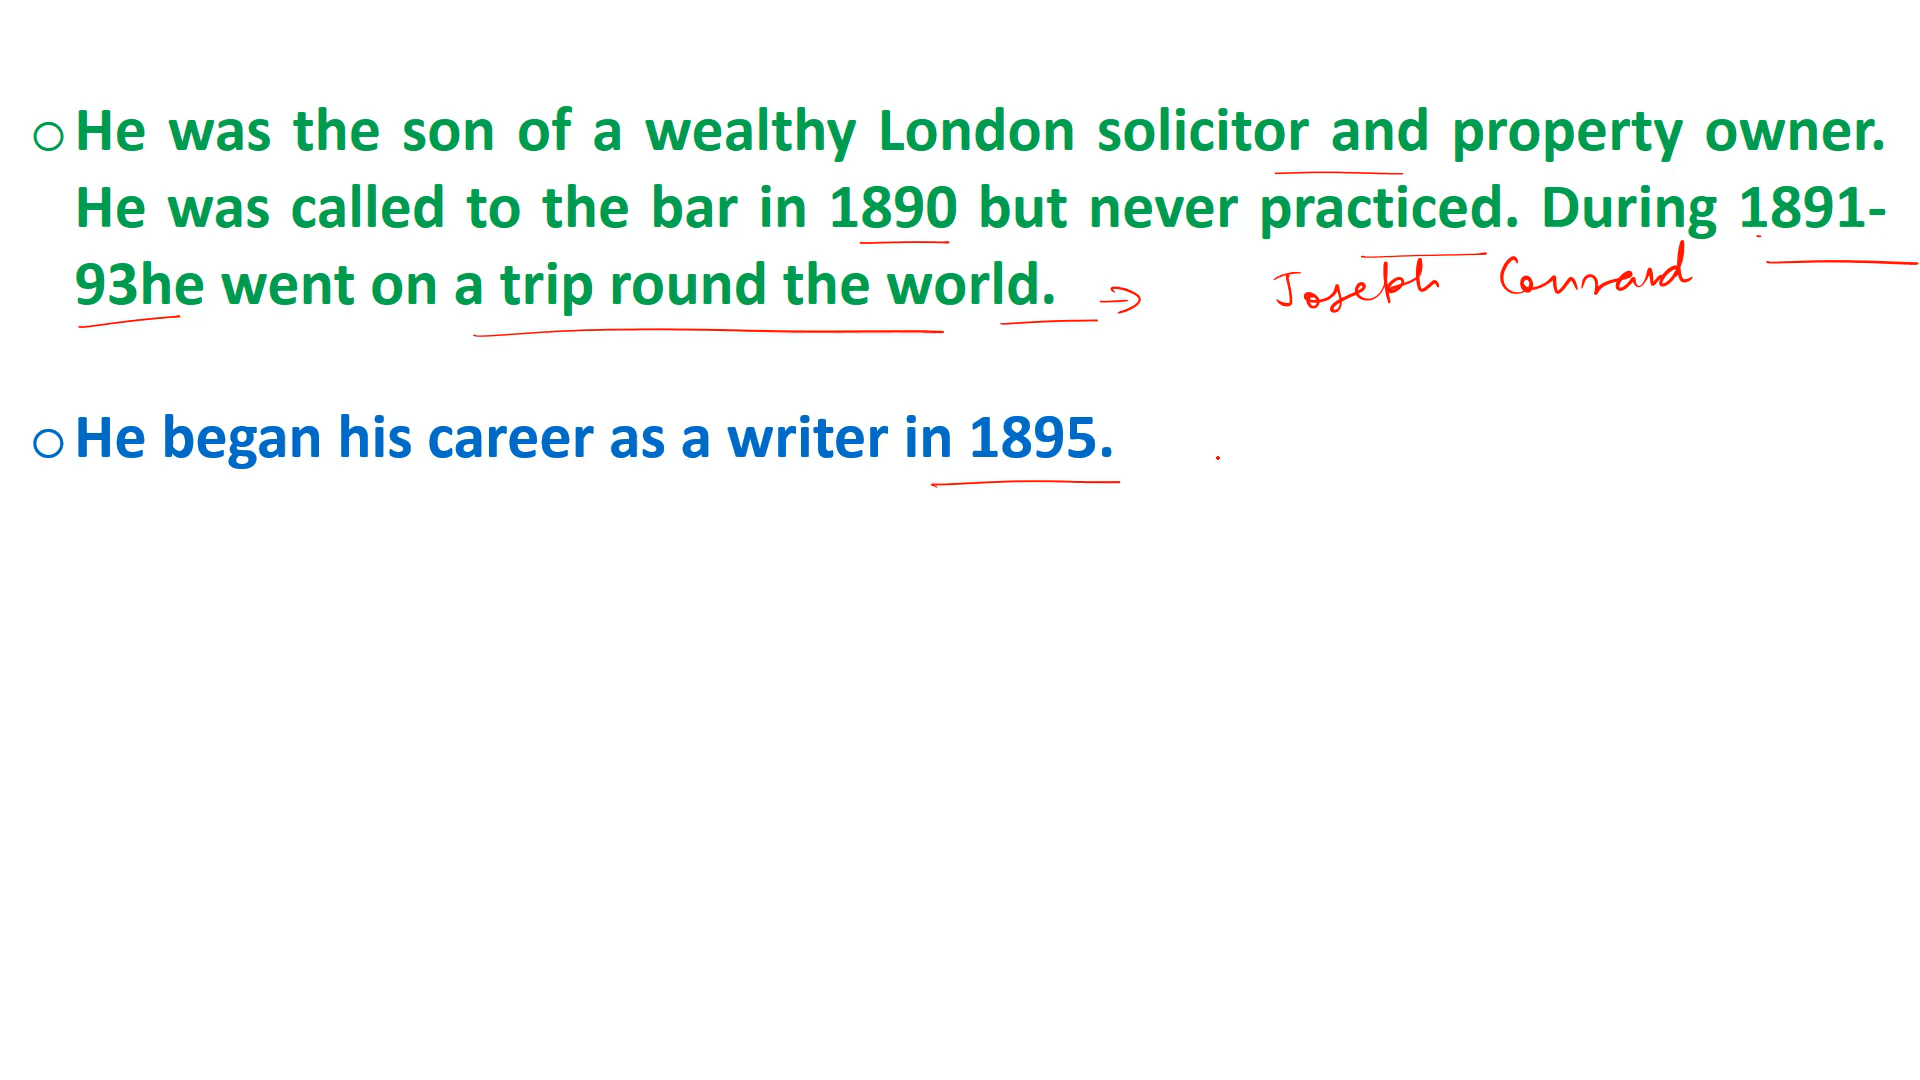 ○ He was the son of a wealthy London solicitor and property owner.
He was called to the bar in 1890 but never practiced. During 1891-
93he went on a trip round the world. → Joseph Conrard
○ He began his career as a writer in 1895.